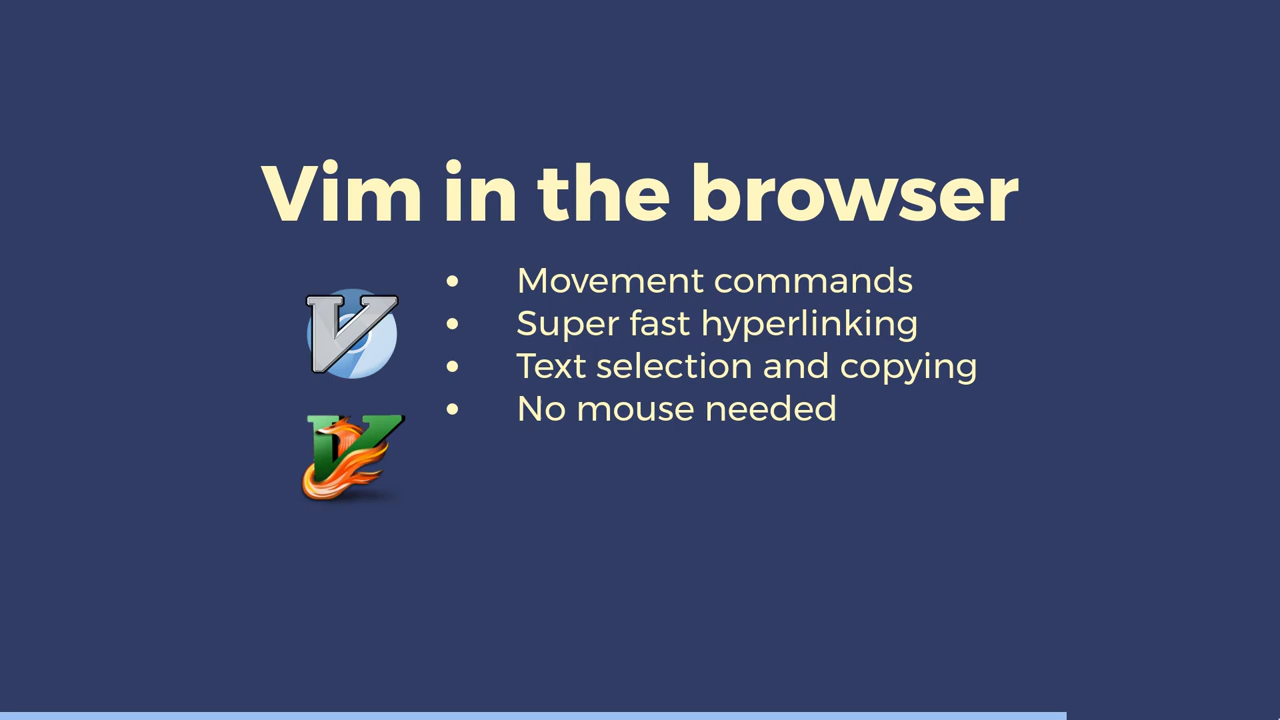 Vim in the browser
• Movement commands
• Super fast hyperlinking
• Text selection and copying
• No mouse needed